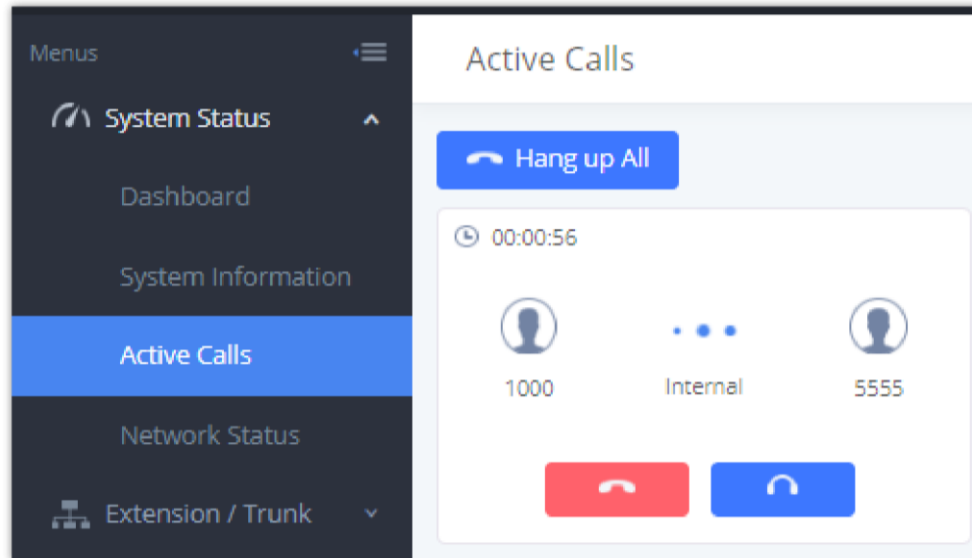 Menus
System Status
Dashboard
System Information
Active Calls
Network Status
Extension / Trunk
Active Calls
Hang up All
00:00:56
1000 Internal 5555